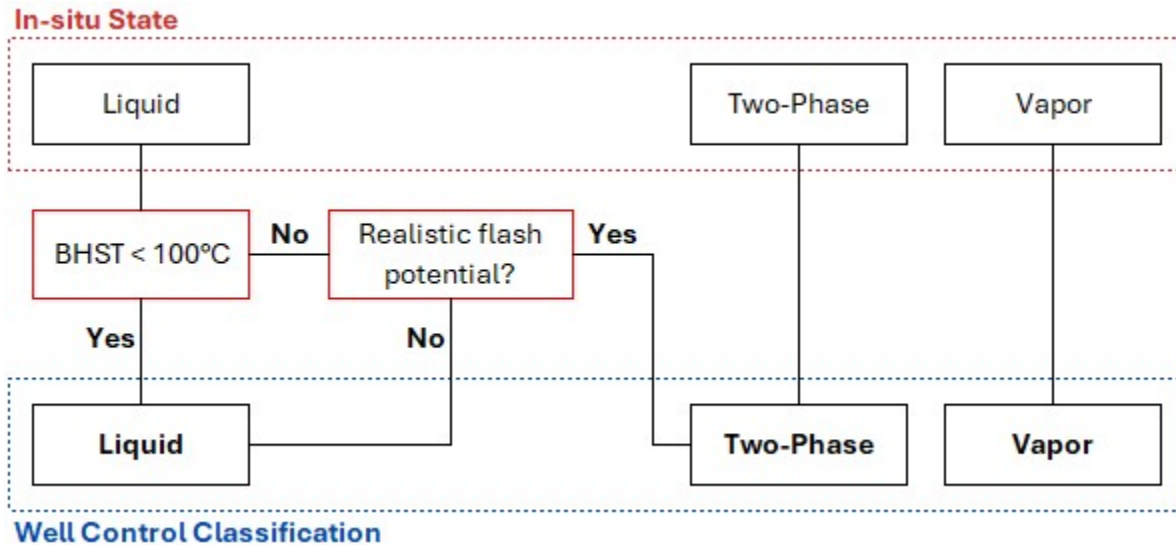 In-situ State
Liquid
Two-Phase
Vapor
BHST < 100°C
No
Realistic flash
potential?
Yes
Yes
No
Liquid
Two-Phase
Vapor
Well Control Classification